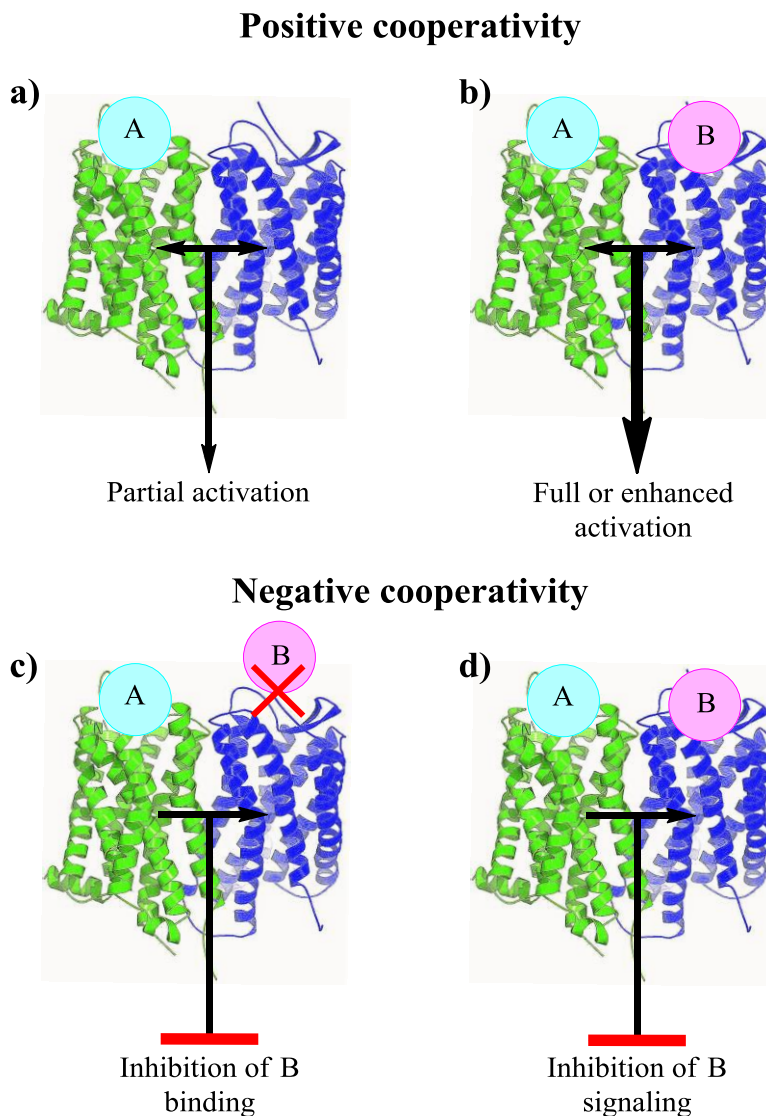 Positive cooperativity
a)
b)
A
A
B
Partial activation
Full or enhanced
activation
Negative cooperativity
c)
d)
B
A
A
B
Inhibition of B
binding
Inhibition of B
signaling